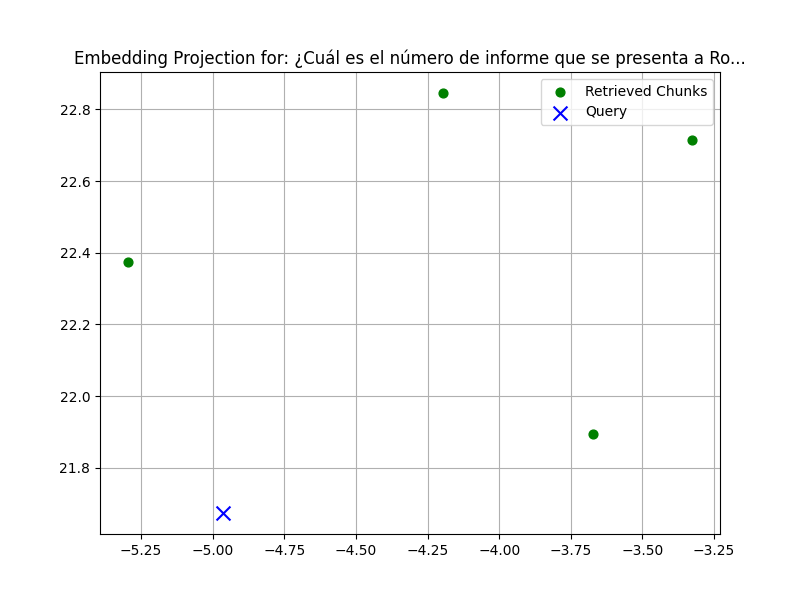 Embedding Projection for: ¿Cuál es el número de informe que se presenta a Ro...
Retrieved Chunks
Query
22.8
22.6
22.4
22.2
22.0
21.8
−5.25 −5.00 −4.75 −4.50 −4.25 −4.00 −3.75 −3.50 −3.25